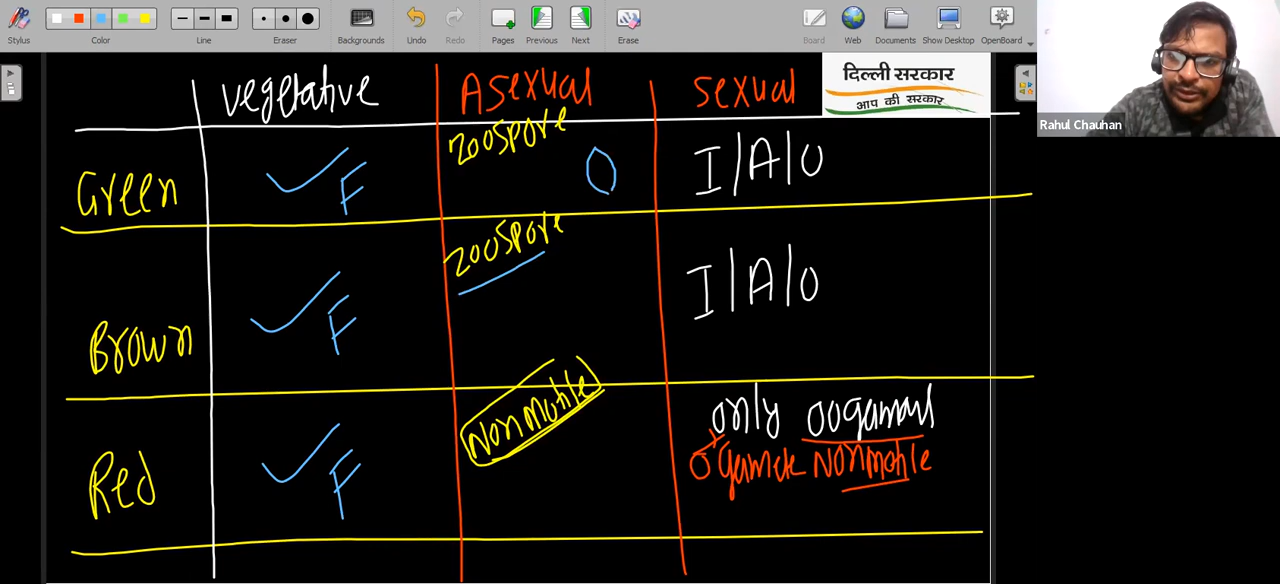 Stylus
Color
Line
Eraser
Backgrounds
Undo
Redo
Pages
Previous
Next
Erase
Board
Web
Documents
Show Desktop
OpenBoard
Rahul Chauhan
दिल्ली सरकार
आप की सरकार
vegetative Asexual sexual
Green ✓ F zoospore I/A/O
Brown ✓ F zoospore I/A/O
Red ✓ F Nonmotile only oogamous
Nonmotile